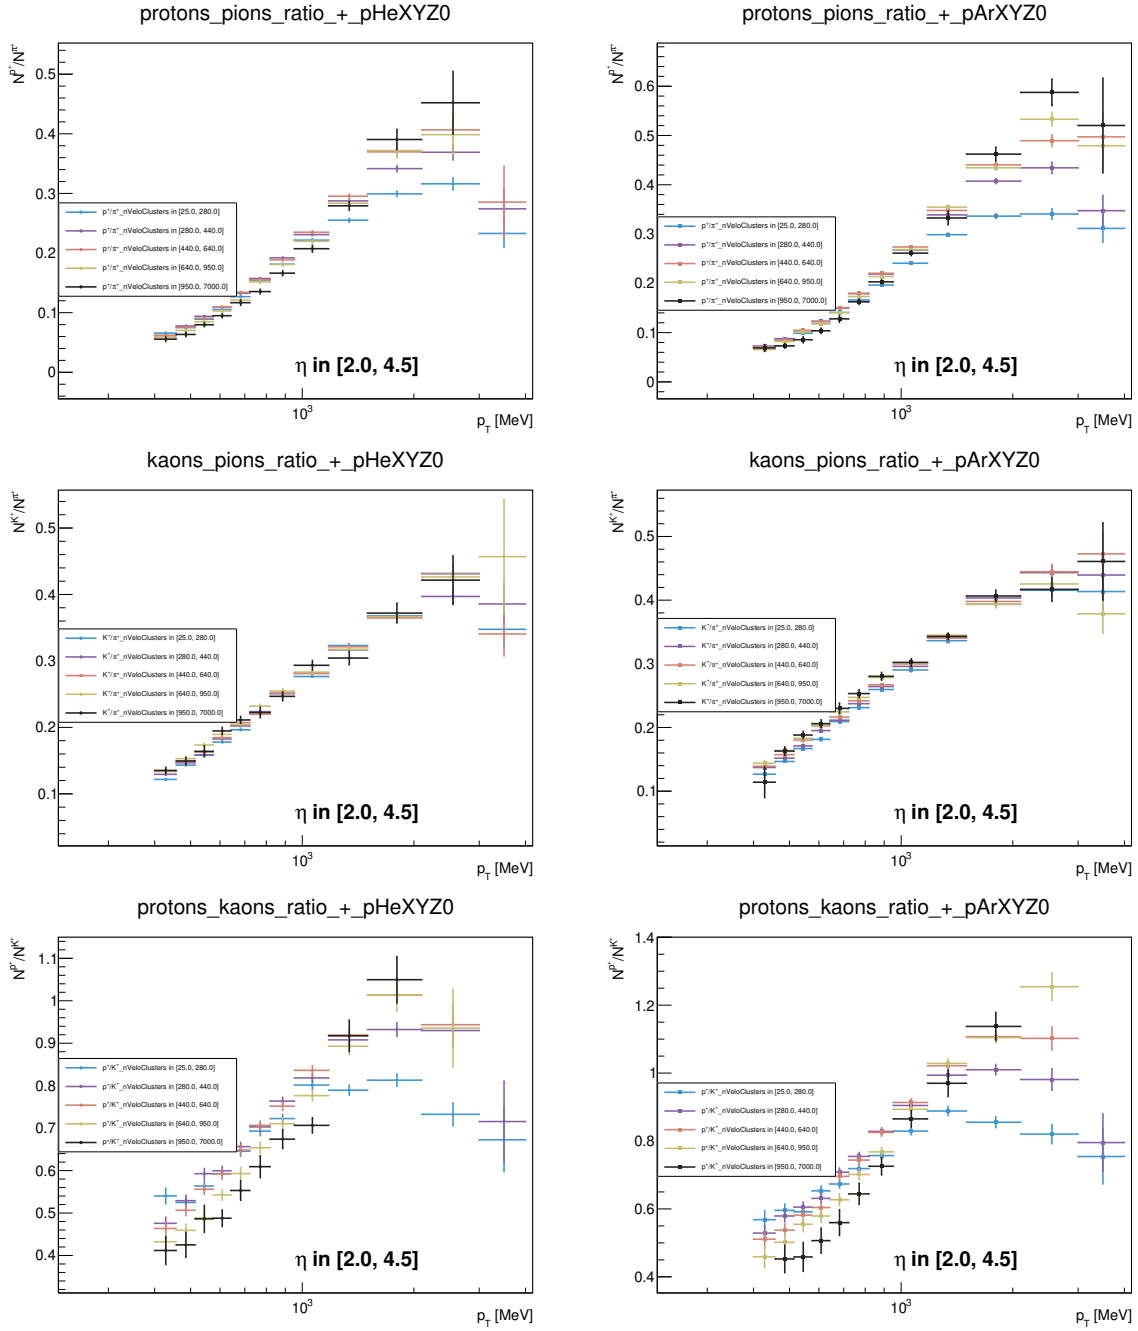 protons_pions_ratio_+_pHeXYZ0
N^{p^+}/N^{π^+}
0.5
0.4
0.3
0.2
0.1
0
p⁺/π⁺_nVeloClusters in [25.0, 280.0]
p⁺/π⁺_nVeloClusters in [280.0, 440.0]
p⁺/π⁺_nVeloClusters in [440.0, 640.0]
p⁺/π⁺_nVeloClusters in [640.0, 950.0]
p⁺/π⁺_nVeloClusters in [950.0, 7000.0]
η in [2.0, 4.5]
10³
p_T [MeV]
protons_pions_ratio_+_pArXYZ0
N^{p^+}/N^{π^+}
0.6
0.5
0.4
0.3
0.2
0.1
0
p⁺/π⁺_nVeloClusters in [25.0, 280.0]
p⁺/π⁺_nVeloClusters in [280.0, 440.0]
p⁺/π⁺_nVeloClusters in [440.0, 640.0]
p⁺/π⁺_nVeloClusters in [640.0, 950.0]
p⁺/π⁺_nVeloClusters in [950.0, 7000.0]
η in [2.0, 4.5]
10³
p_T [MeV]
kaons_pions_ratio_+_pHeXYZ0
N^{K^+}/N^{π^+}
0.5
0.4
0.3
0.2
0.1
K⁺/π⁺_nVeloClusters in [25.0, 280.0]
K⁺/π⁺_nVeloClusters in [280.0, 440.0]
K⁺/π⁺_nVeloClusters in [440.0, 640.0]
K⁺/π⁺_nVeloClusters in [640.0, 950.0]
K⁺/π⁺_nVeloClusters in [950.0, 7000.0]
η in [2.0, 4.5]
10³
p_T [MeV]
kaons_pions_ratio_+_pArXYZ0
N^{K^+}/N^{π^+}
0.5
0.4
0.3
0.2
0.1
K⁺/π⁺_nVeloClusters in [25.0, 280.0]
K⁺/π⁺_nVeloClusters in [280.0, 440.0]
K⁺/π⁺_nVeloClusters in [440.0, 640.0]
K⁺/π⁺_nVeloClusters in [640.0, 950.0]
K⁺/π⁺_nVeloClusters in [950.0, 7000.0]
η in [2.0, 4.5]
10³
p_T [MeV]
protons_kaons_ratio_+_pHeXYZ0
N^{p^+}/N^{K^+}
1.1
1
0.9
0.8
0.7
0.6
0.5
0.4
p⁺/K⁺_nVeloClusters in [25.0, 280.0]
p⁺/K⁺_nVeloClusters in [280.0, 440.0]
p⁺/K⁺_nVeloClusters in [440.0, 640.0]
p⁺/K⁺_nVeloClusters in [640.0, 950.0]
p⁺/K⁺_nVeloClusters in [950.0, 7000.0]
η in [2.0, 4.5]
10³
p_T [MeV]
protons_kaons_ratio_+_pArXYZ0
N^{p^+}/N^{K^+}
1.4
1.2
1
0.8
0.6
0.4
p⁺/K⁺_nVeloClusters in [25.0, 280.0]
p⁺/K⁺_nVeloClusters in [280.0, 440.0]
p⁺/K⁺_nVeloClusters in [440.0, 640.0]
p⁺/K⁺_nVeloClusters in [640.0, 950.0]
p⁺/K⁺_nVeloClusters in [950.0, 7000.0]
η in [2.0, 4.5]
10³
p_T [MeV]